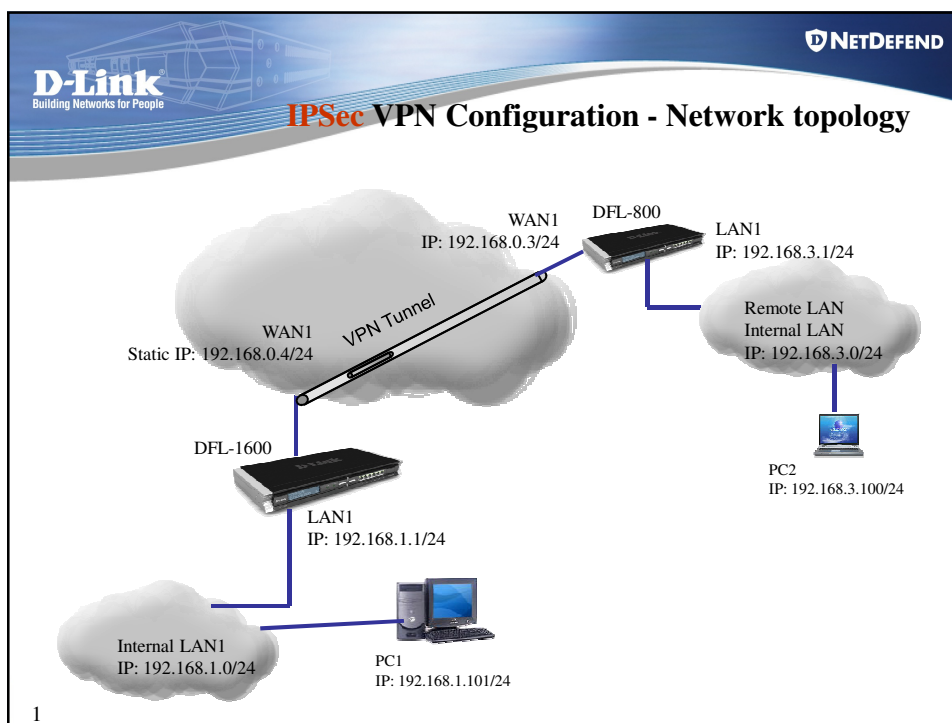 NETDEFEND
D-Link
Building Networks for People
IPSec VPN Configuration - Network topology
WAN1
IP: 192.168.0.3/24
DFL-800
LAN1
IP: 192.168.3.1/24
VPN Tunnel
WAN1
Static IP: 192.168.0.4/24
Remote LAN
Internal LAN
IP: 192.168.3.0/24
DFL-1600
D-Link
PC2
IP: 192.168.3.100/24
LAN1
IP: 192.168.1.1/24
Internal LAN1
IP: 192.168.1.0/24
PC1
IP: 192.168.1.101/24
1